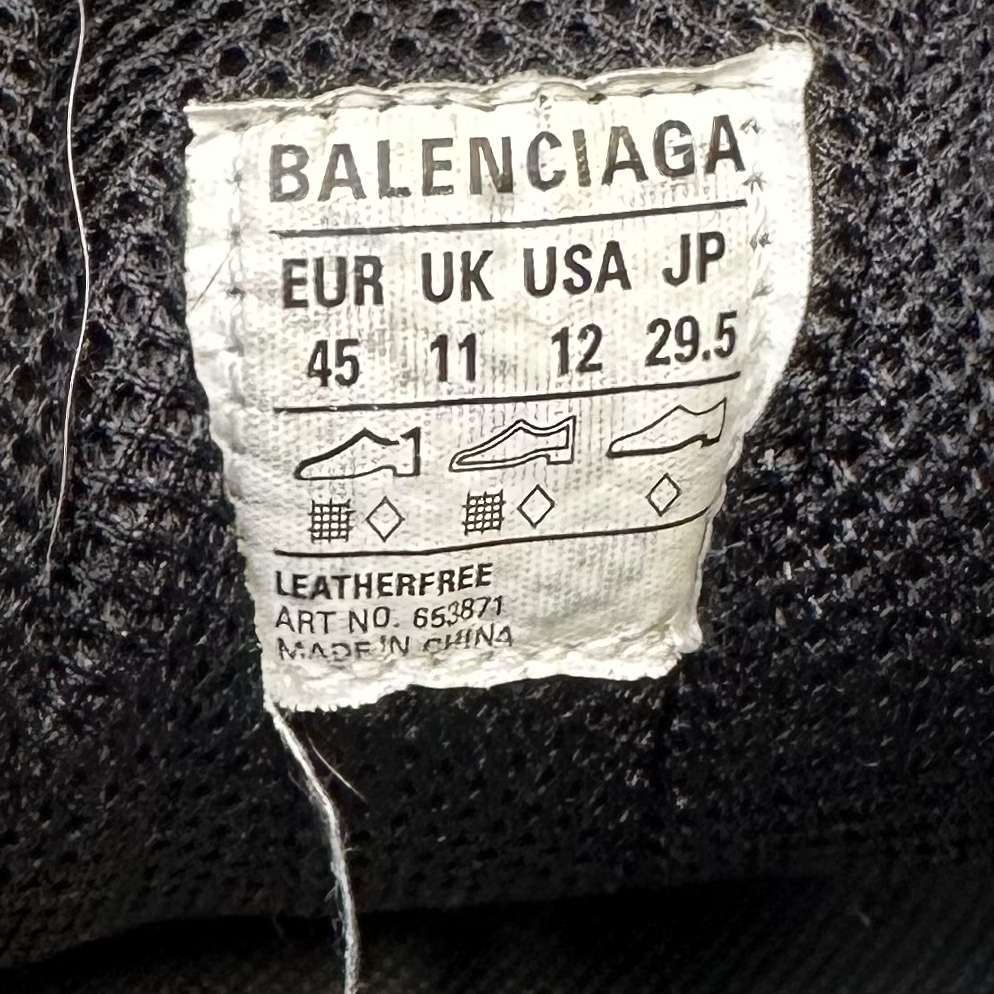 BALENCIAGA
EUR UK USA JP
45 11 12 29.5
LEATHERFREE
ART NO. 653871
MADE IN CHINA